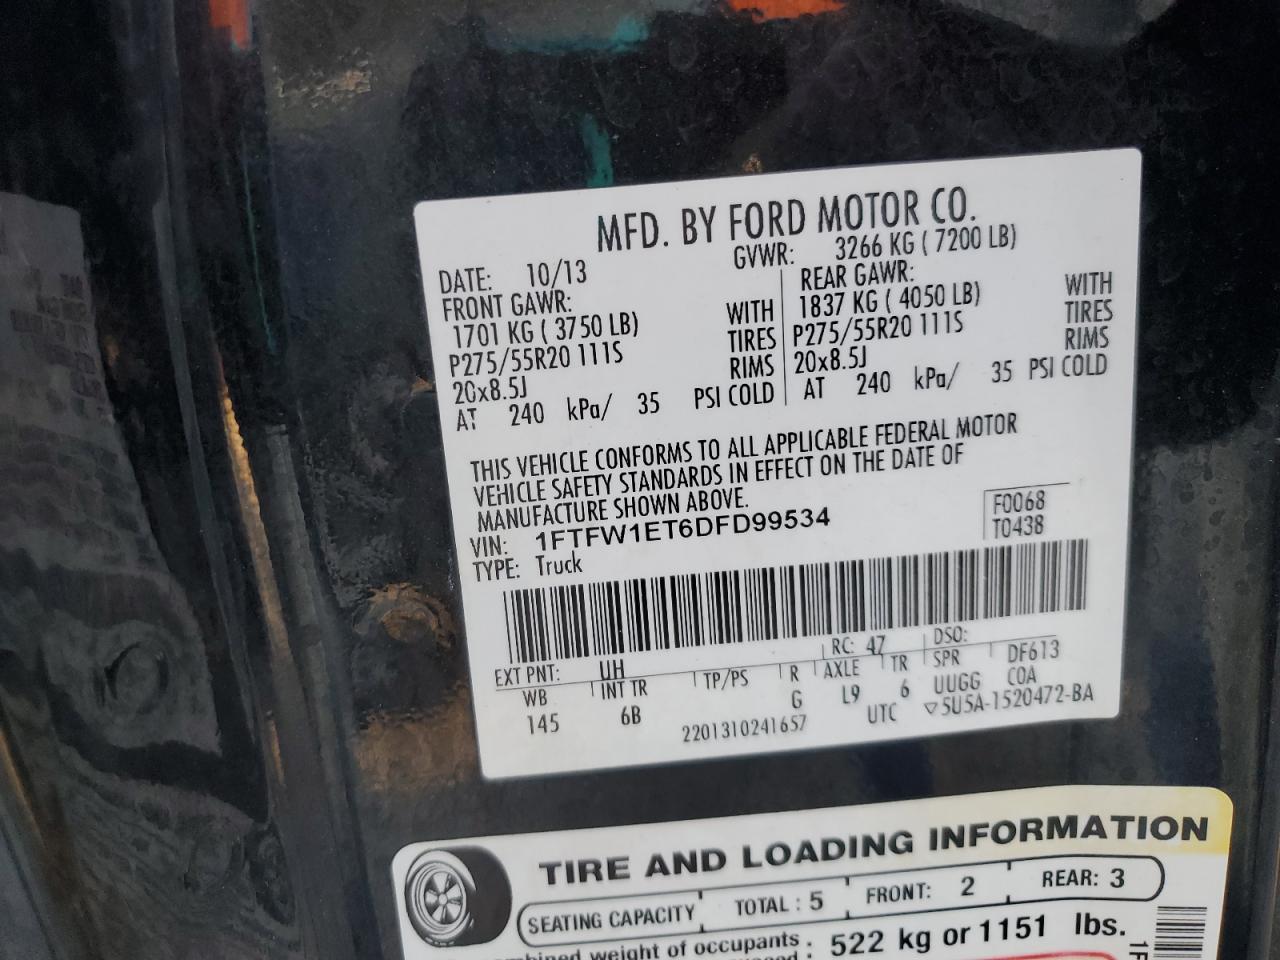 MFD. BY FORD MOTOR CO.
DATE: 10/13 GVWR: 3266 KG ( 7200 LB)
FRONT GAWR: REAR GAWR:
1701 KG ( 3750 LB) WITH 1837 KG ( 4050 LB) WITH
P275/55R20 111S TIRES P275/55R20 111S TIRES
20x8.5J RIMS 20x8.5J RIMS
AT 240 kPa/ 35 PSI COLD AT 240 kPa/ 35 PSI COLD
THIS VEHICLE CONFORMS TO ALL APPLICABLE FEDERAL MOTOR
VEHICLE SAFETY STANDARDS IN EFFECT ON THE DATE OF
MANUFACTURE SHOWN ABOVE.
VIN: 1FTFW1ET6DFD99534
F0068
T0438
TYPE: Truck
EXT PNT: UH RC: 47 DSO:
WB INT TR TP/PS R AXLE TR SPR DF613
145 6B G L9 6 UUGG COA
2201310241657 UTC ▽5U5A-1520472-BA
TIRE AND LOADING INFORMATION
SEATING CAPACITY TOTAL : 5 FRONT: 2 REAR: 3
weight of occupants : 522 kg or 1151 lbs.
1F